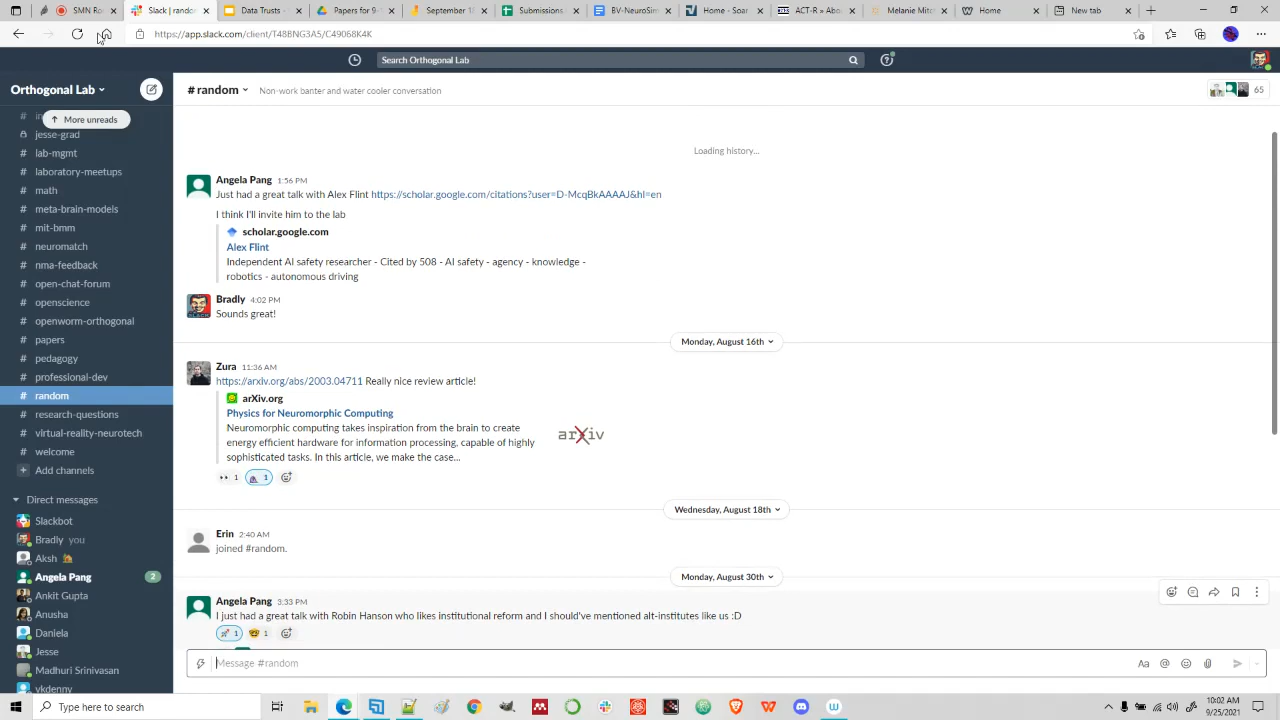 SMN Ro
Slack | rando
Data Trusts -
Papers for 9-
September 18
Submissions
BV-NeuroSim
Home - Soar
A place for
Melanie Mitch
Home
New tab
https://app.slack.com/client/T48BNG3A5/C49068K4K
Search Orthogonal Lab
Orthogonal Lab
# random
Non-work banter and water cooler conversation
65
More unreads
jesse-grad
# lab-mgmt
# laboratory-meetups
# math
# meta-brain-models
# mit-bmm
# neuromatch
# nma-feedback
# open-chat-forum
# openscience
# openworm-orthogonal
# papers
# pedagogy
# professional-dev
# random
# research-questions
# virtual-reality-neurotech
# welcome
+ Add channels
Direct messages
Slackbot
Bradly you
Aksh
Angela Pang 2
Ankit Gupta
Anusha
Daniela
Jesse
Madhuri Srinivasan
vkdenny
Loading history...
Angela Pang 1:56 PM
Just had a great talk with Alex Flint https://scholar.google.com/citations?user=D-McqBkAAAAJ&hl=en
I think I'll invite him to the lab
scholar.google.com
Alex Flint
Independent AI safety researcher - Cited by 508 - AI safety - agency - knowledge -
robotics - autonomous driving
Bradly 4:02 PM
Sounds great!
Monday, August 16th
Zura 11:36 AM
https://arxiv.org/abs/2003.04711 Really nice review article!
arXiv.org
Physics for Neuromorphic Computing
Neuromorphic computing takes inspiration from the brain to create
energy efficient hardware for information processing, capable of highly
sophisticated tasks. In this article, we make the case...
arXiv
1 1
Wednesday, August 18th
Erin 2:40 AM
joined #random.
Monday, August 30th
Angela Pang 3:33 PM
I just had a great talk with Robin Hanson who likes institutional reform and I should've mentioned alt-institutes like us :D
1 1
Message #random
Aa
Type here to search
10:02 AM
9/25/2021